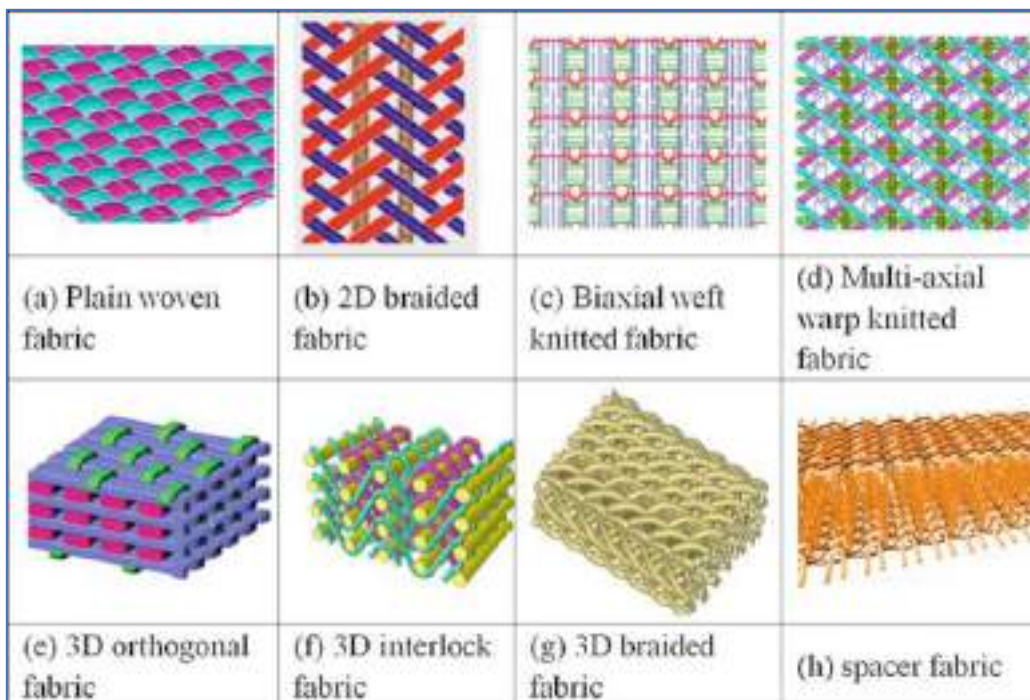 (a) Plain woven
fabric
(b) 2D braided
fabric
(c) Biaxial weft
knitted fabric
(d) Multi-axial
warp knitted
fabric
(e) 3D orthogonal
fabric
(f) 3D interlock
fabric
(g) 3D braided
fabric
(h) spacer fabric